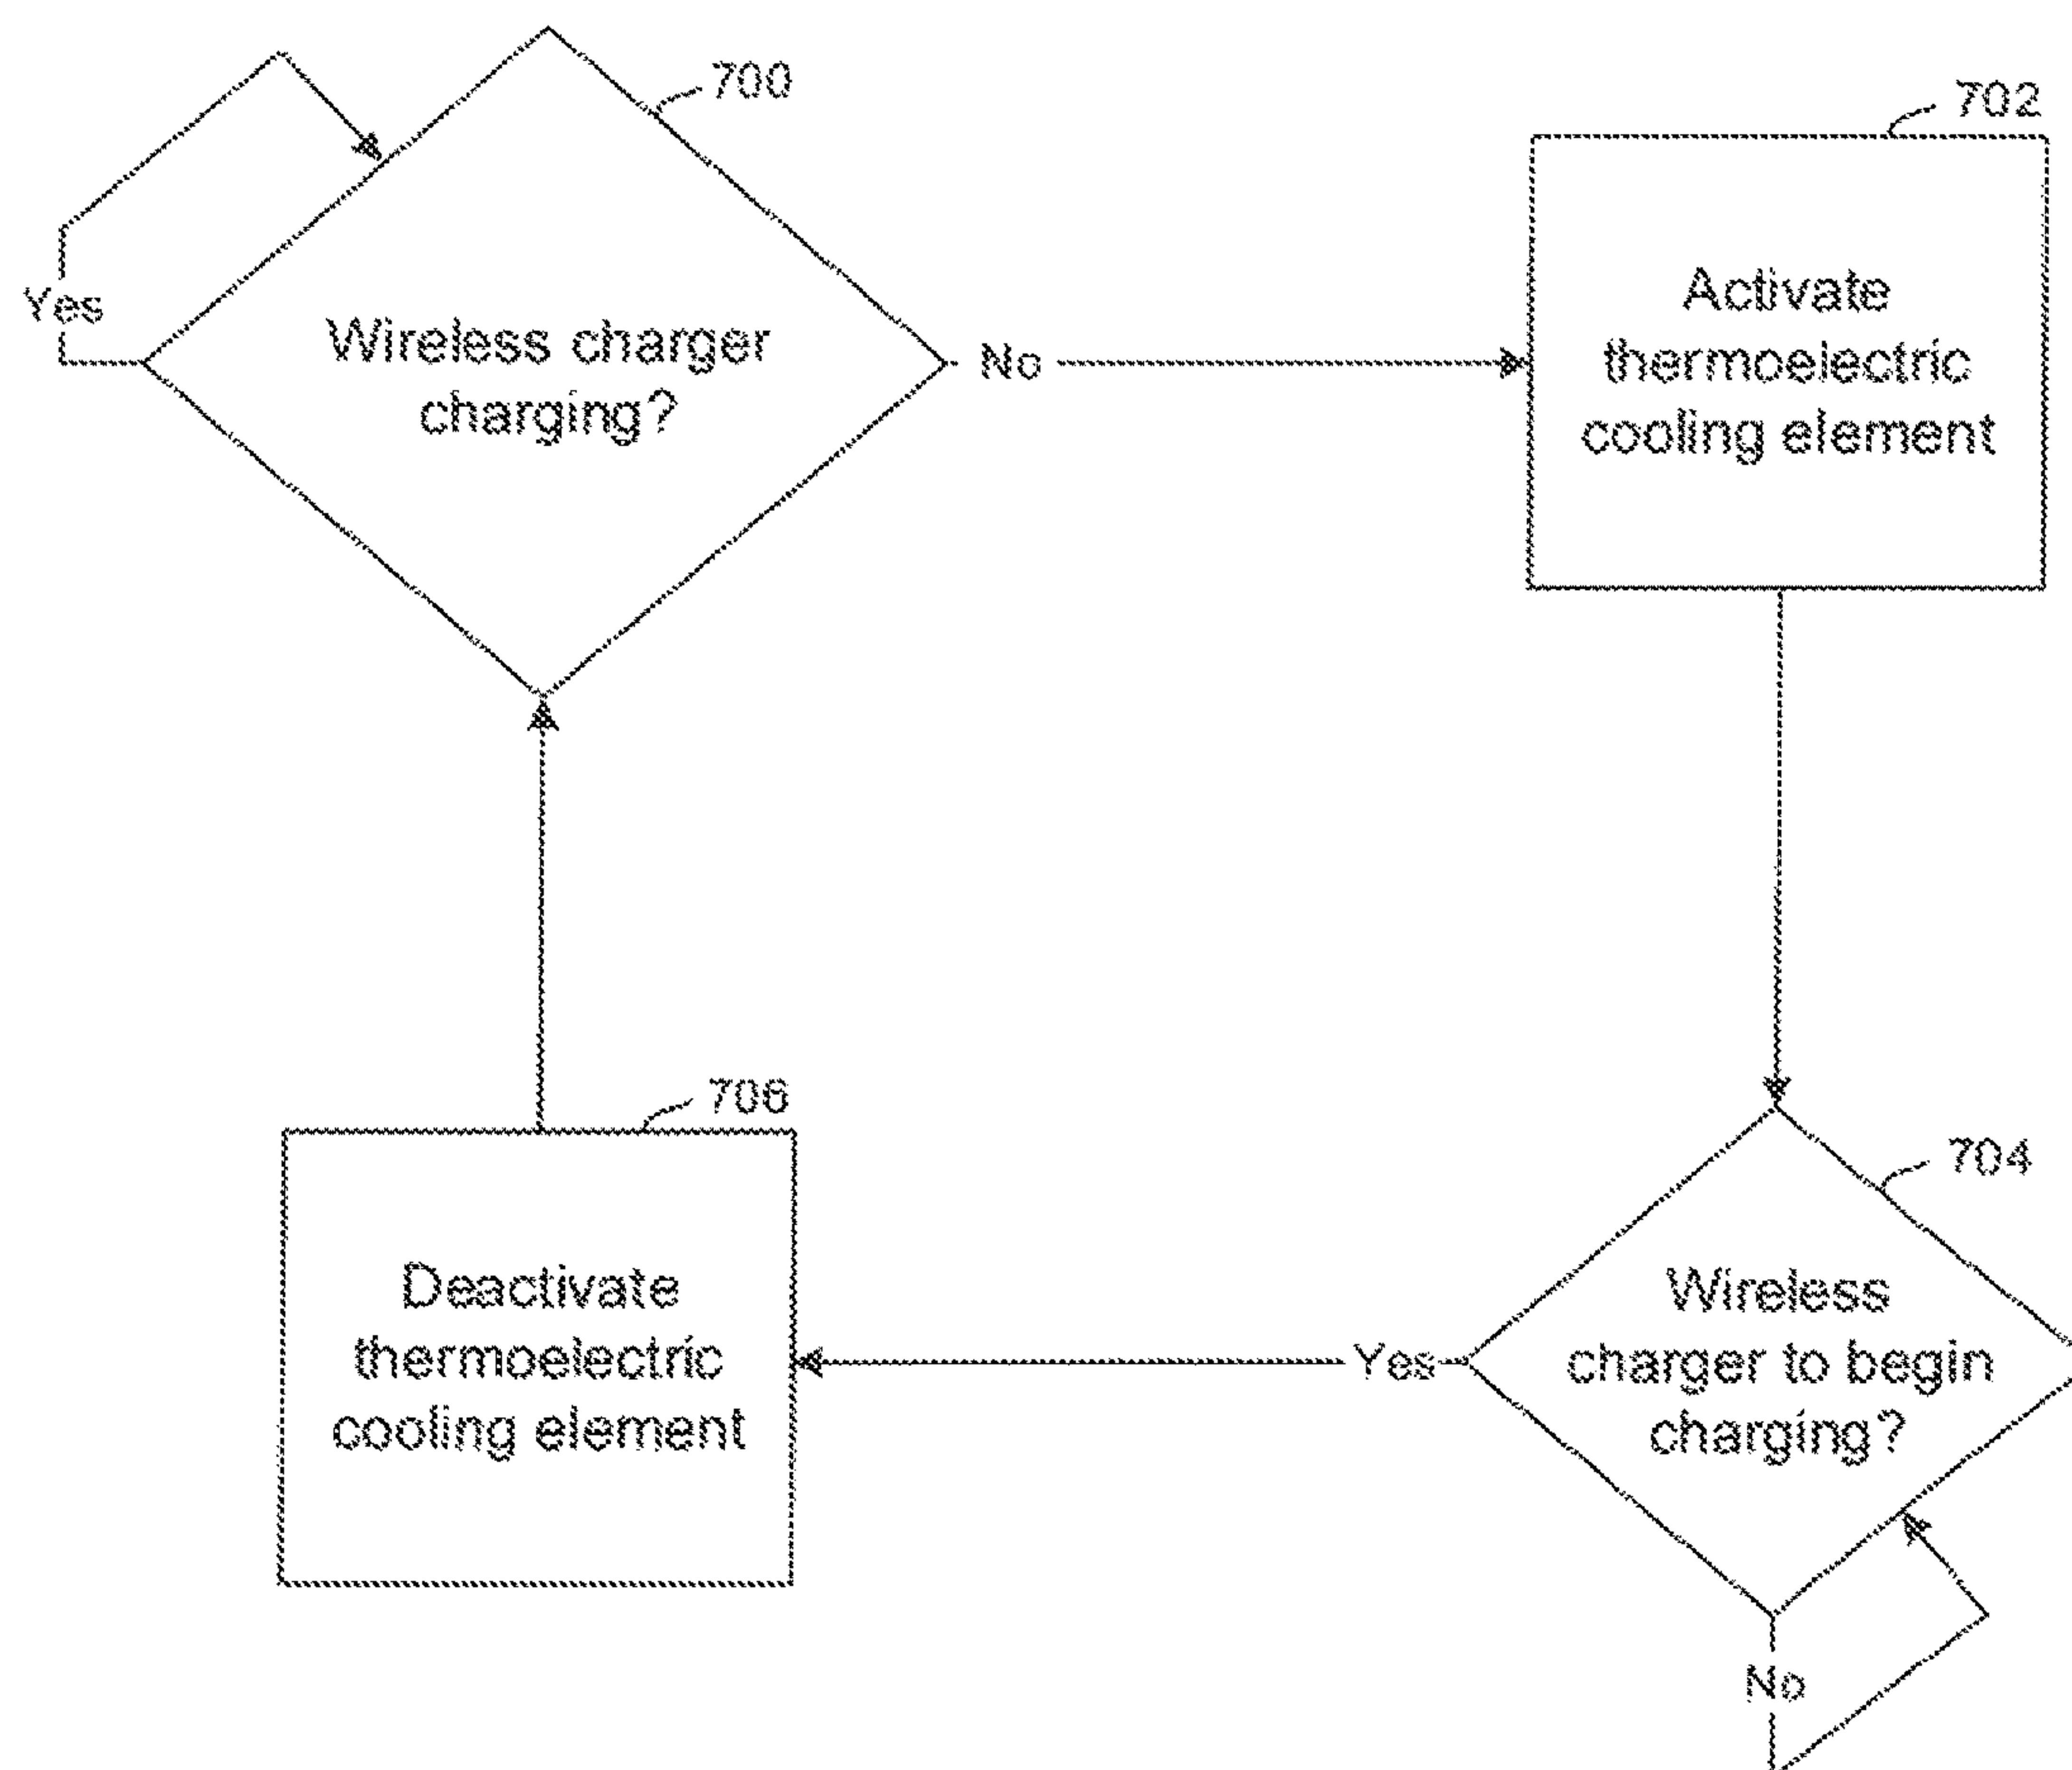 700
Wireless charger
charging?
Yes
No
702
Activate
thermoelectric
cooling element
704
Wireless
charger to begin
charging?
Yes
No
706
Deactivate
thermoelectric
cooling element